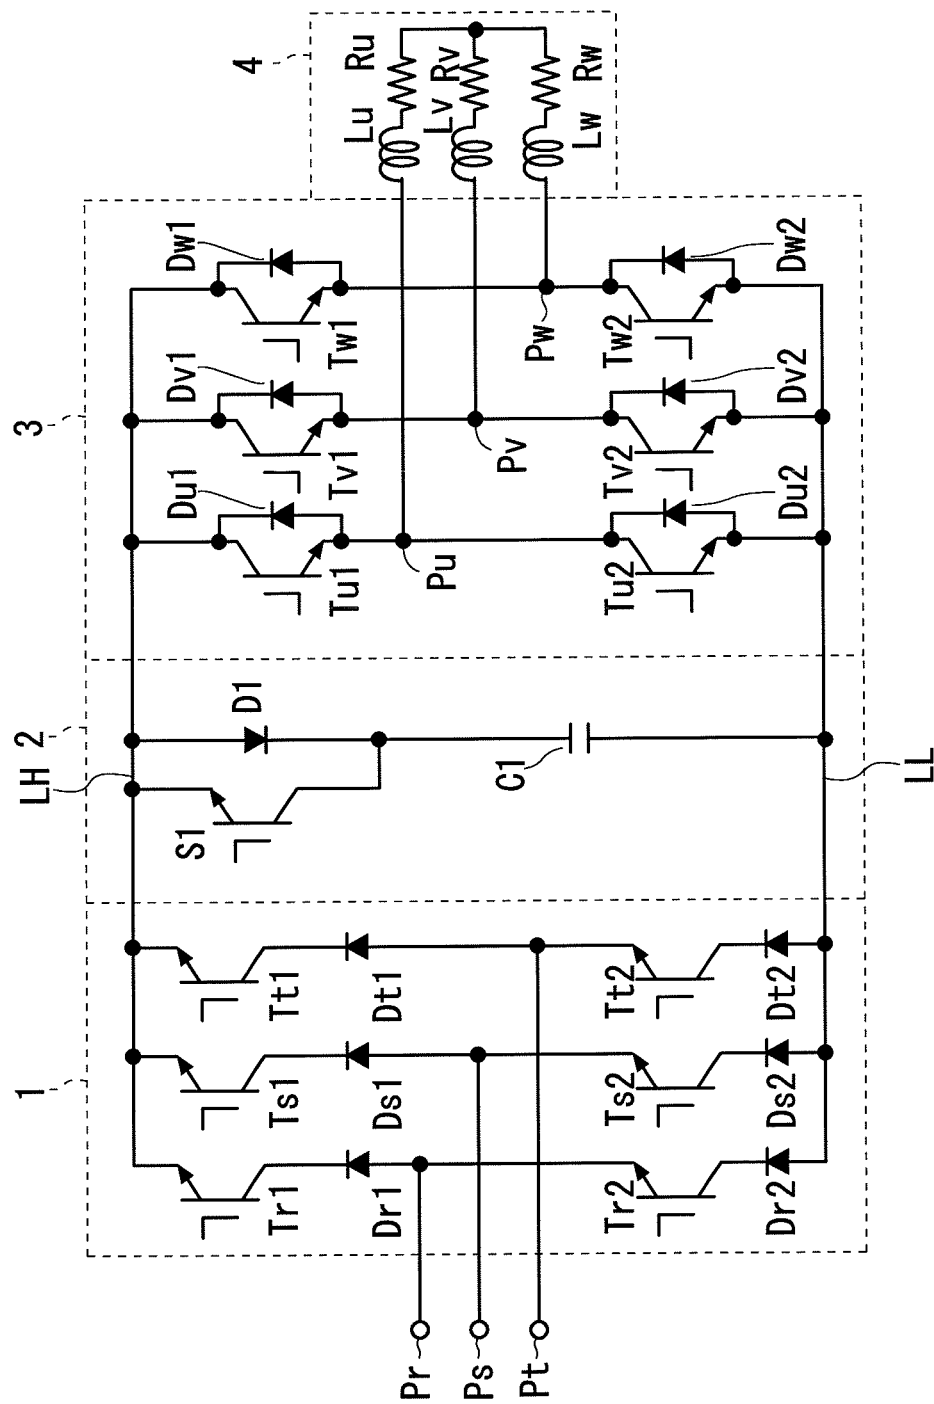 1
2
3
4
LH
LL
Pr
Ps
Pt
Tr1
Ts1
Tt1
Dr1
Ds1
Dt1
Tr2
Ts2
Tt2
Dr2
Ds2
Dt2
S1
D1
C1
Du1
Dv1
Dw1
Tu1
Tv1
Tw1
Pu
Pv
Pw
Tu2
Tv2
Tw2
Du2
Dv2
Dw2
Lu
Ru
Lv
Rv
Lw
Rw